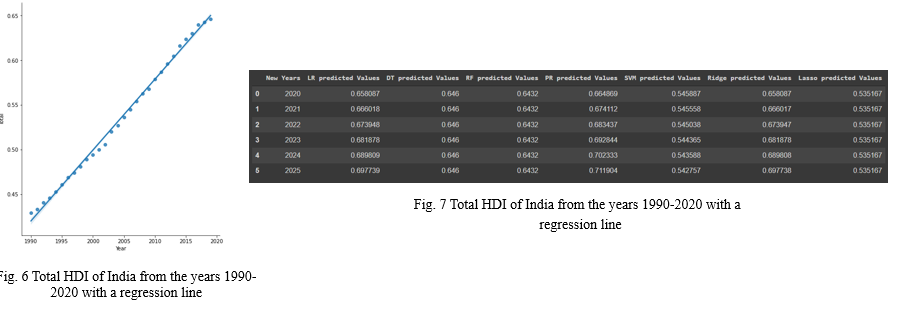 0.65
0.60
0.55
0.50
0.45
1990 1995 2000 2005 2010 2015 2020
Year
Fig. 6 Total HDI of India from the years 1990-
2020 with a regression line
New Years LR predicted Values DT predicted Values RF predicted Values PR predicted Values SVM predicted Values Ridge predicted Values Lasso predicted Values
0 2020 0.658087 0.646 0.6432 0.664869 0.545887 0.658087 0.535167
1 2021 0.666018 0.646 0.6432 0.674112 0.545558 0.666017 0.535167
2 2022 0.673948 0.646 0.6432 0.683437 0.545038 0.673947 0.535167
3 2023 0.681878 0.646 0.6432 0.692844 0.544365 0.681878 0.535167
4 2024 0.689809 0.646 0.6432 0.702333 0.543588 0.689808 0.535167
5 2025 0.697739 0.646 0.6432 0.711904 0.542757 0.697738 0.535167
Fig. 7 Total HDI of India from the years 1990-2020 with a
regression line